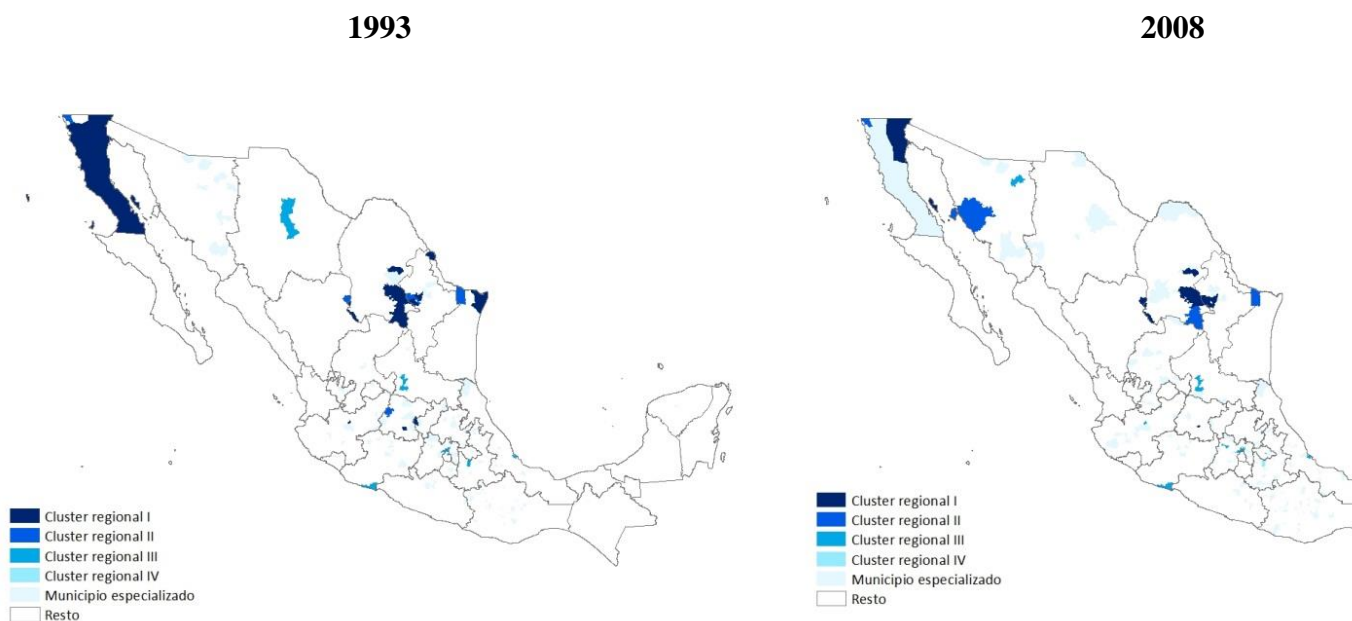 1993
2008
Cluster regional I
Cluster regional II
Cluster regional III
Cluster regional IV
Municipio especializado
Resto
Cluster regional I
Cluster regional II
Cluster regional III
Cluster regional IV
Municipio especializado
Resto